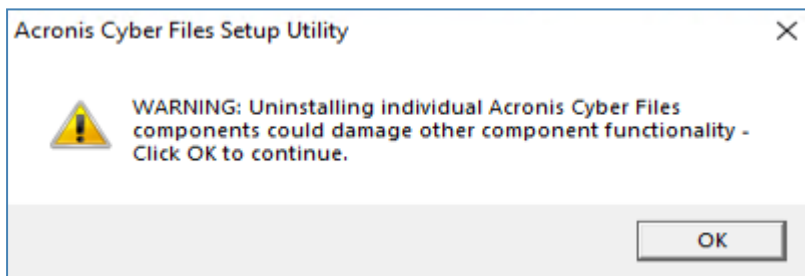 Acronis Cyber Files Setup Utility
WARNING: Uninstalling individual Acronis Cyber Files
components could damage other component functionality -
Click OK to continue.
OK